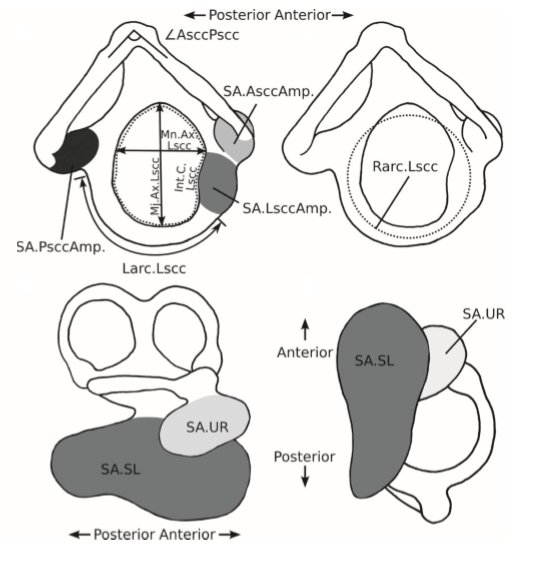 Posterior Anterior
∠AsccPscc
SA.AsccAmp.
Mn.Ax.
Lscc
Mj.Ax.Lscc
Int.C.
Lscc
SA.LsccAmp.
SA.PsccAmp.
Larc.Lscc
Rarc.Lscc
SA.UR
SA.SL
Posterior Anterior
SA.UR
Anterior
SA.SL
Posterior